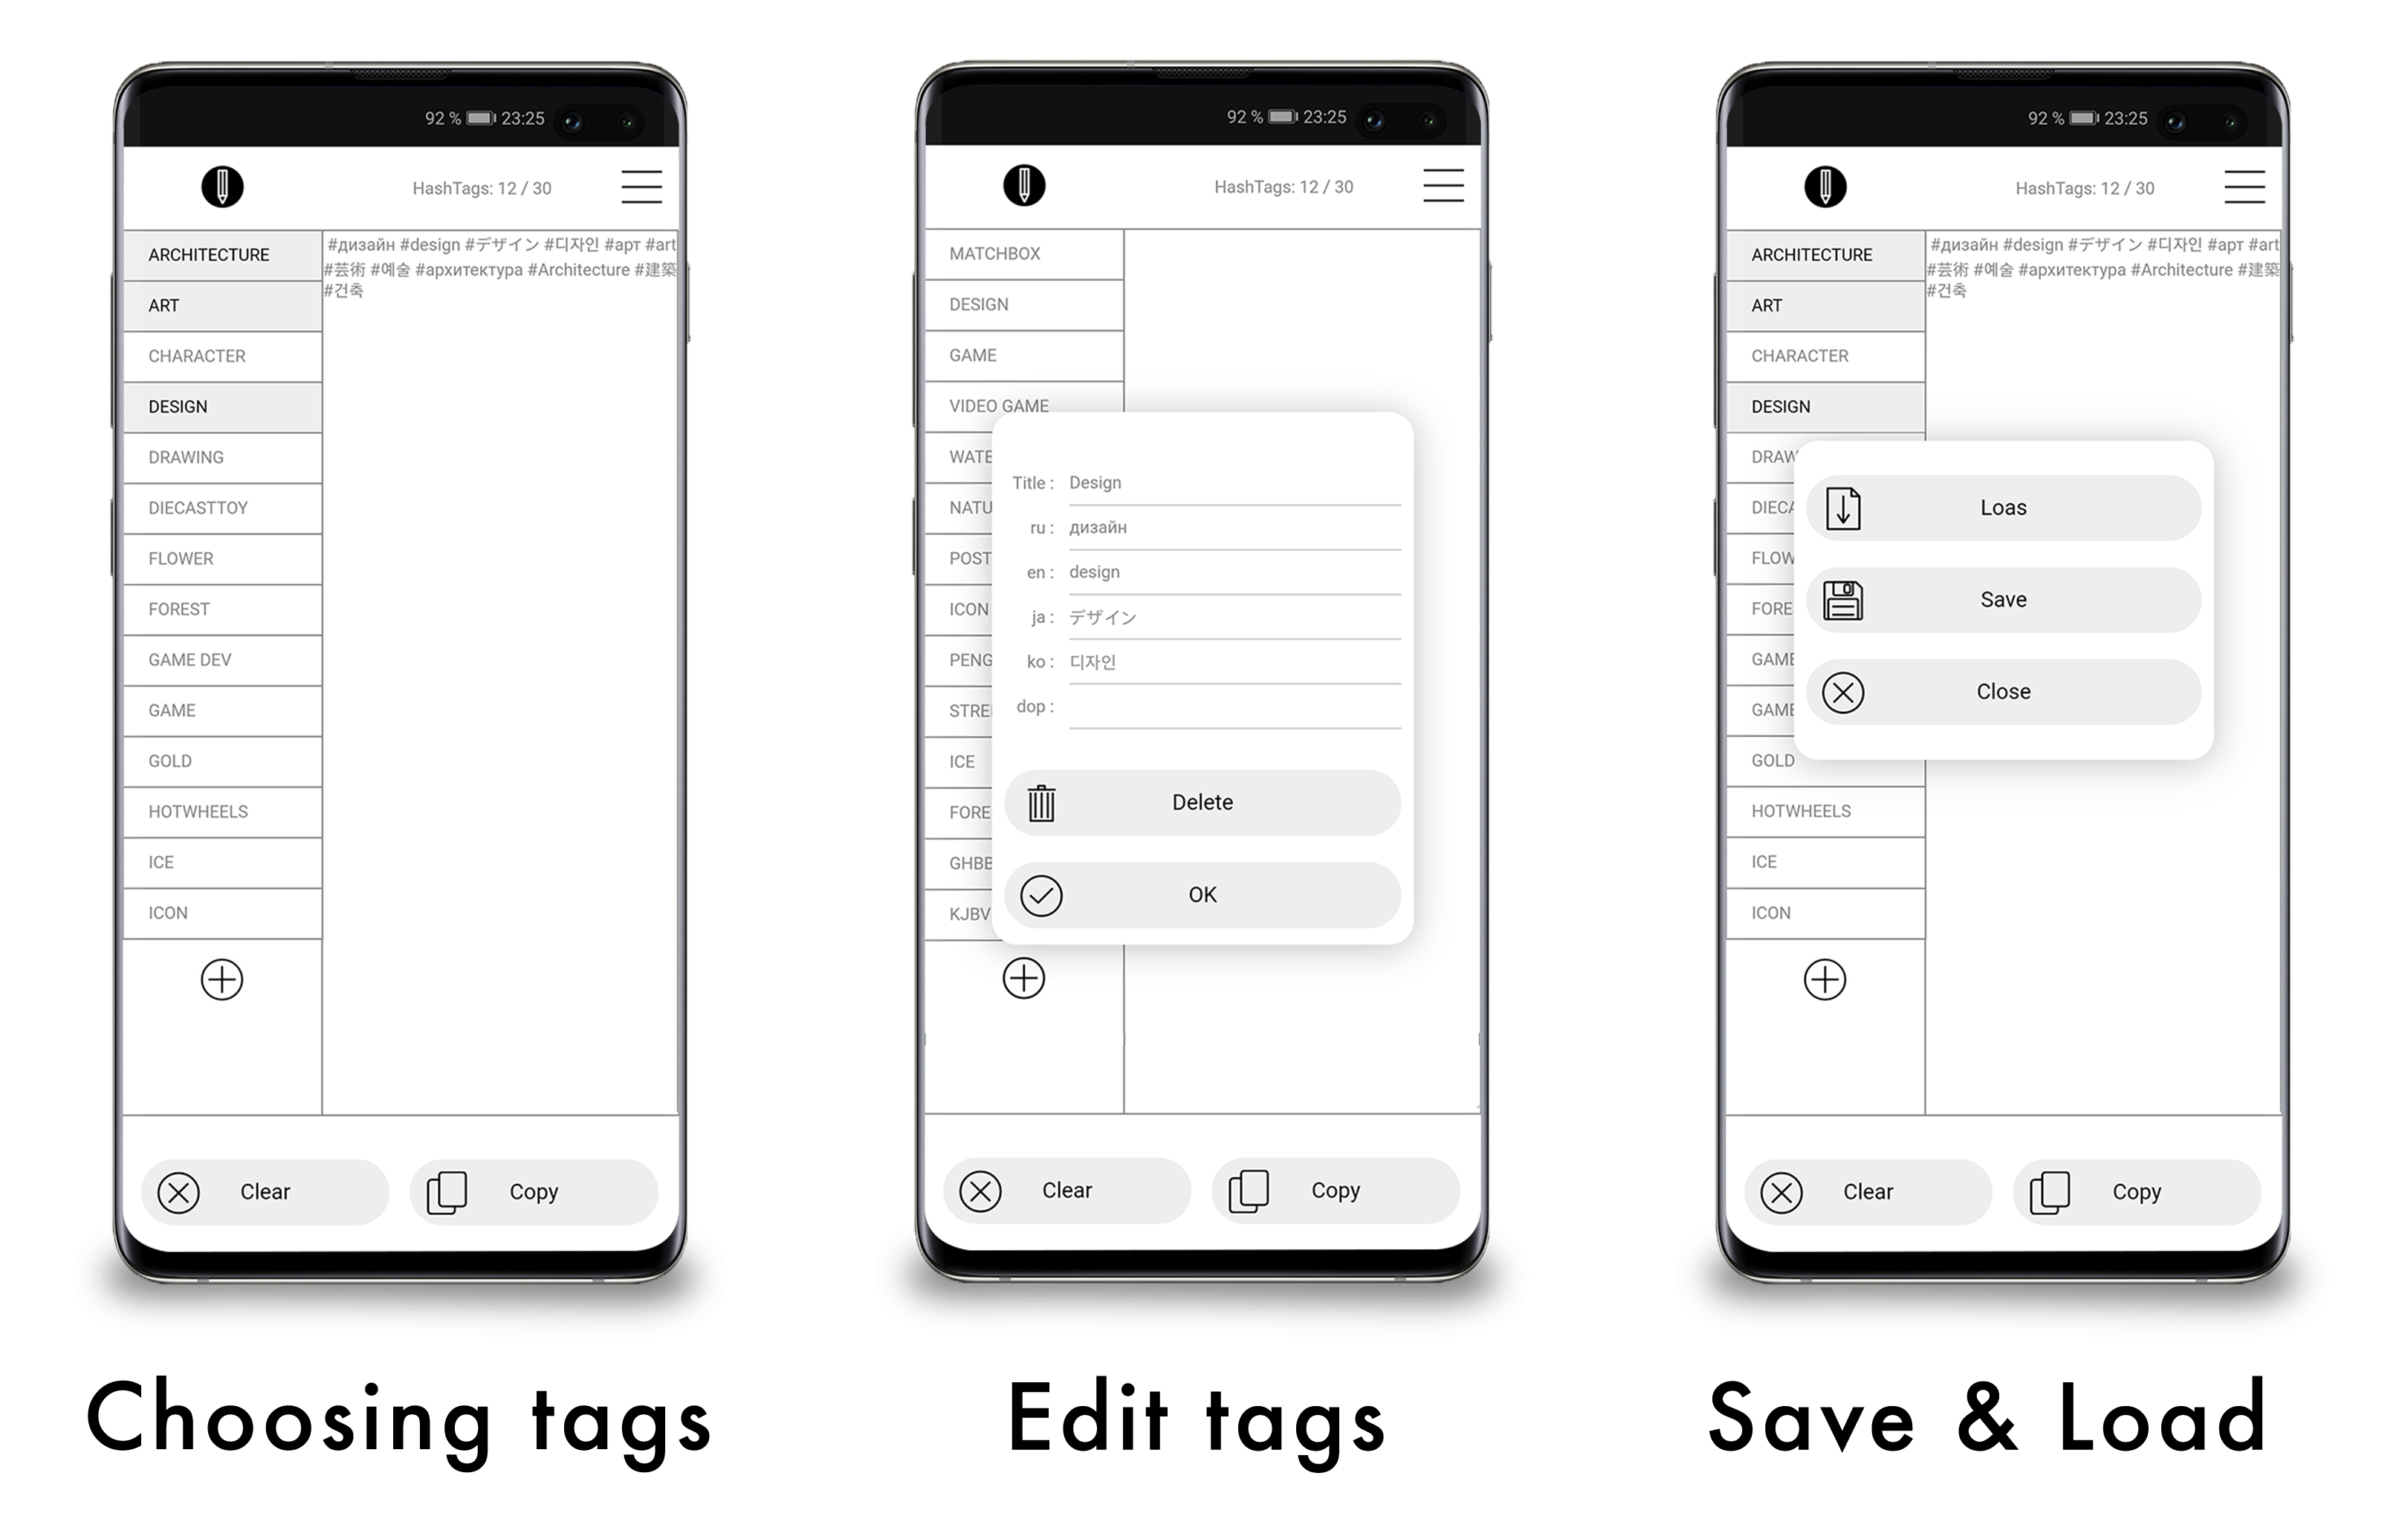 92 % 23:25
HashTags: 12 / 30
ARCHITECTURE
ART
CHARACTER
DESIGN
DRAWING
DIECASTTOY
FLOWER
FOREST
GAME DEV
GAME
GOLD
HOTWHEELS
ICE
ICON
#дизайн #design #デザイン #디자인 #арт #art
#芸術 #예술 #архитектура #Architecture #建築
#건축
Clear
Copy
Choosing tags
92 % 23:25
HashTags: 12 / 30
MATCHBOX
DESIGN
GAME
VIDEO GAME
WATE
NATU
POST
ICON
PENG
STRE
ICE
FORE
GHBB
KJBV
Title : Design
ru : дизайн
en : design
ja : デザイン
ko : 디자인
dop :
Delete
OK
Clear
Copy
Edit tags
92 % 23:25
HashTags: 12 / 30
ARCHITECTURE
ART
CHARACTER
DESIGN
DRAW
DIECA
FLOW
FORE
GAME
GAME
GOLD
HOTWHEELS
ICE
ICON
#дизайн #design #デザイン #디자인 #арт #art
#芸術 #예술 #архитектура #Architecture #建築
#건축
Loas
Save
Close
Clear
Copy
Save & Load